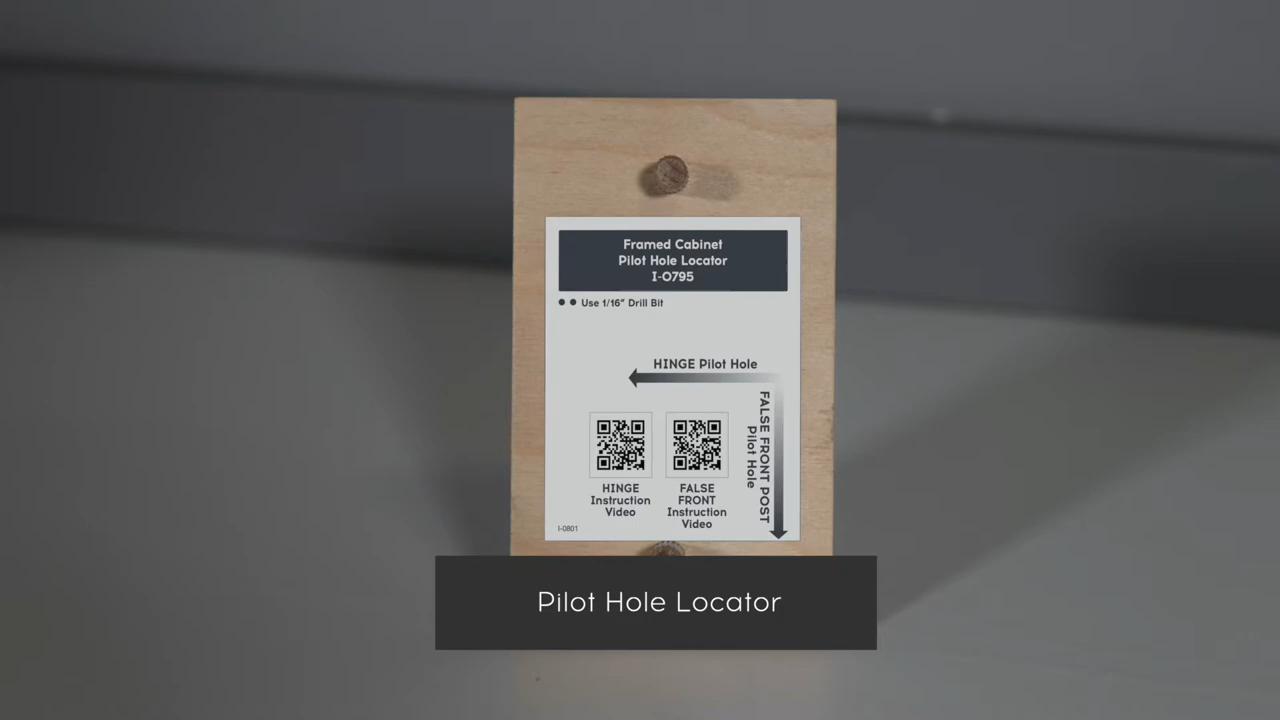 Framed Cabinet
Pilot Hole Locator
I-0795
Use 1/16" Drill Bit
HINGE Pilot Hole
FALSE FRONT POST
Pilot Hole
HINGE
Instruction
Video
FALSE
FRONT
Instruction
Video
I-0801
Pilot Hole Locator